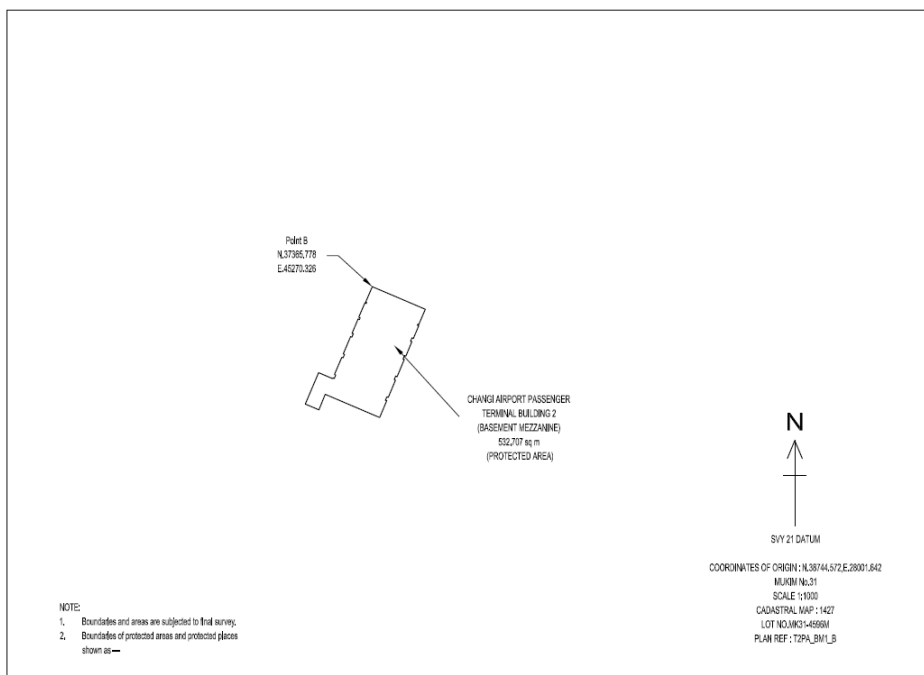 Point B
N.37365.778
E.45270.326
CHANGI AIRPORT PASSENGER
TERMINAL BUILDING 2
(BASEMENT MEZZANINE)
532.707 sq m
(PROTECTED AREA)
N
SVY 21 DATUM
COORDINATES OF ORIGIN : N.38744.572,E.28001.642
MUKIM No.31
SCALE 1:1000
CADASTRAL MAP : 1427
LOT NO.MK31-4596M
PLAN REF : T2PA_BM1_B
NOTE:
1. Boundaries and areas are subjected to final survey.
2. Boundaries of protected areas and protected places
shown as —